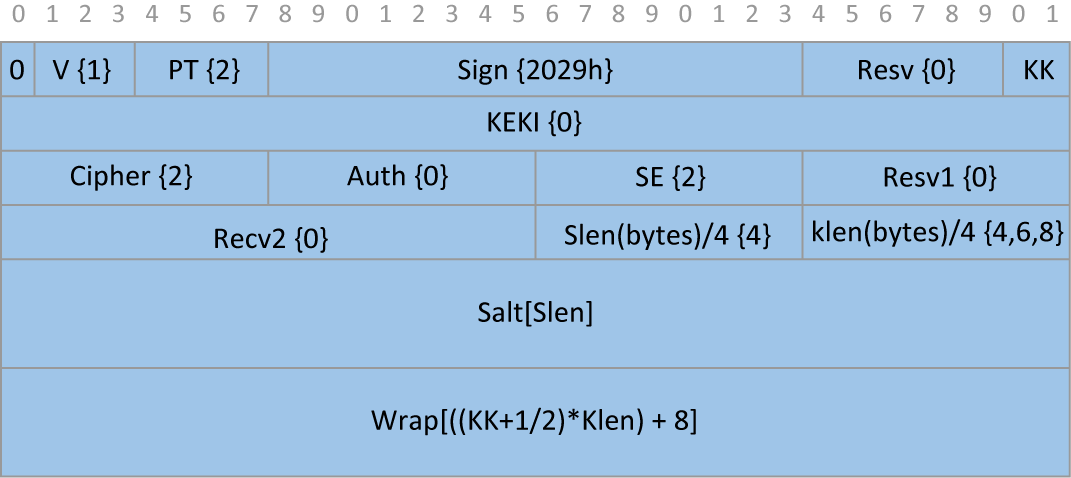 0 1 2 3 4 5 6 7 8 9 0 1 2 3 4 5 6 7 8 9 0 1 2 3 4 5 6 7 8 9 0 1
0 V {1} PT {2} Sign {2029h} Resv {0} KK
KEKI {0}
Cipher {2} Auth {0} SE {2} Resv1 {0}
Recv2 {0} Slen(bytes)/4 {4} klen(bytes)/4 {4,6,8}
Salt[Slen]
Wrap[((KK+1/2)*Klen) + 8]